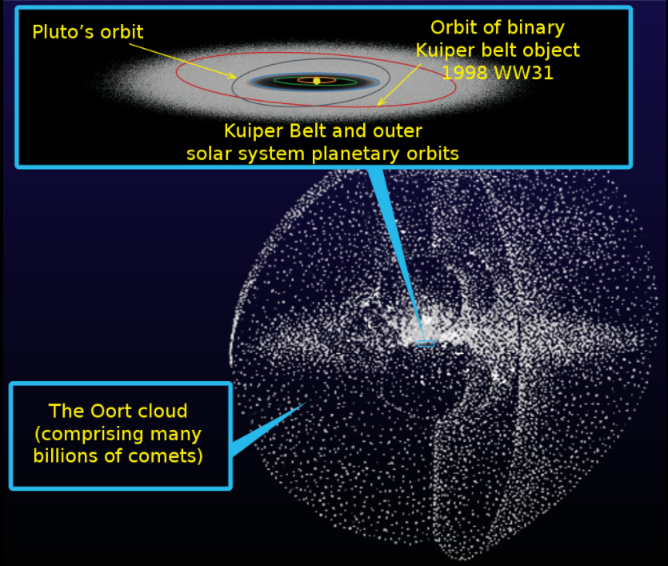 Pluto's orbit
Orbit of binary
Kuiper belt object
1998 WW31
Kuiper Belt and outer
solar system planetary orbits
The Oort cloud
(comprising many
billions of comets)